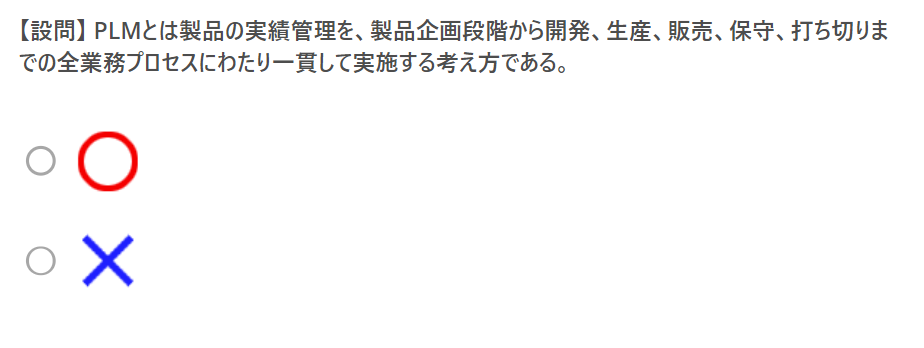 【設問】 PLMとは製品の実績管理を、製品企画段階から開発、生産、販売、保守、打ち切りま
での全業務プロセスにわたり一貫して実施する考え方である。